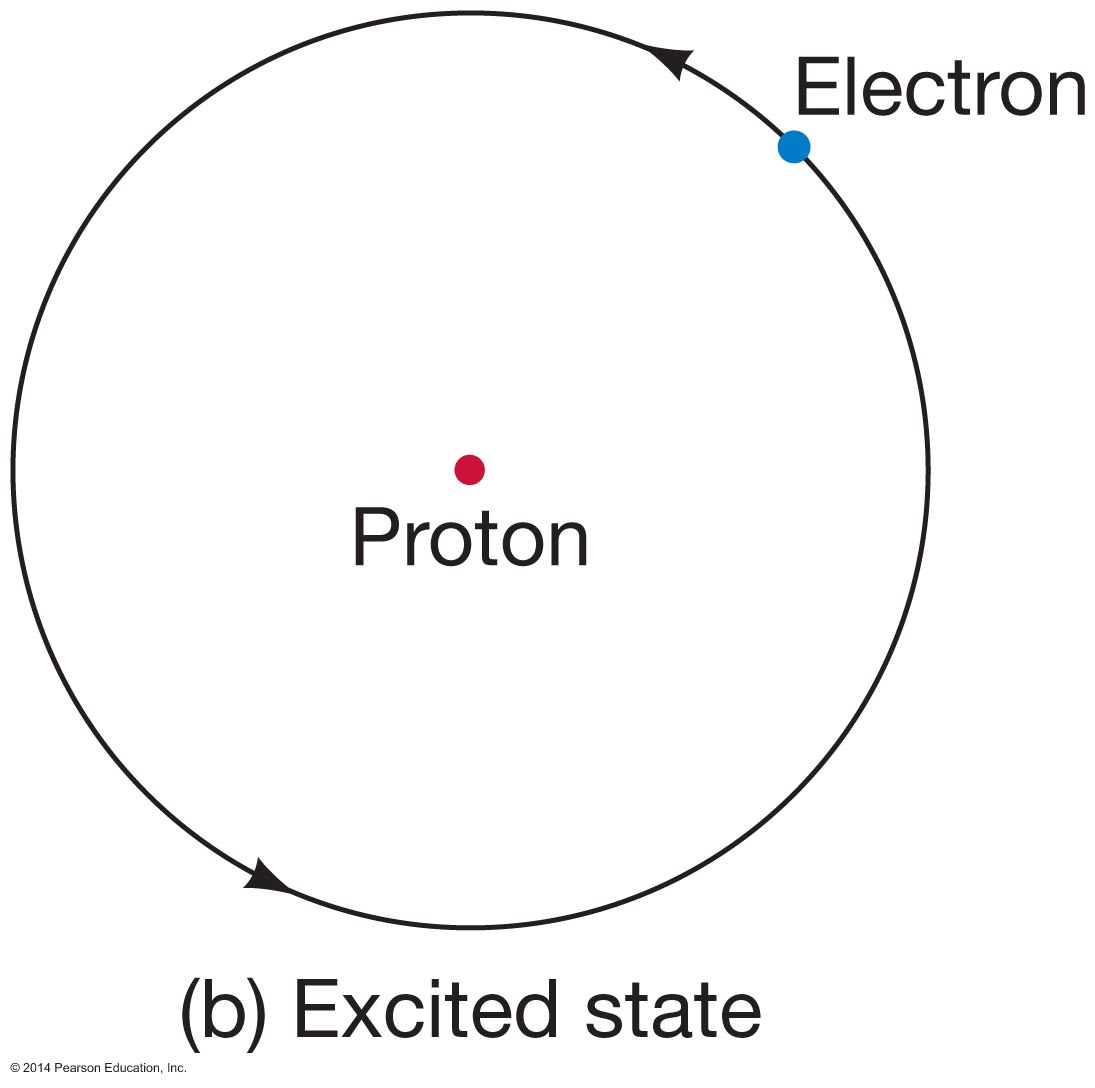 Electron
Proton
(b) Excited state
© 2014 Pearson Education, Inc.